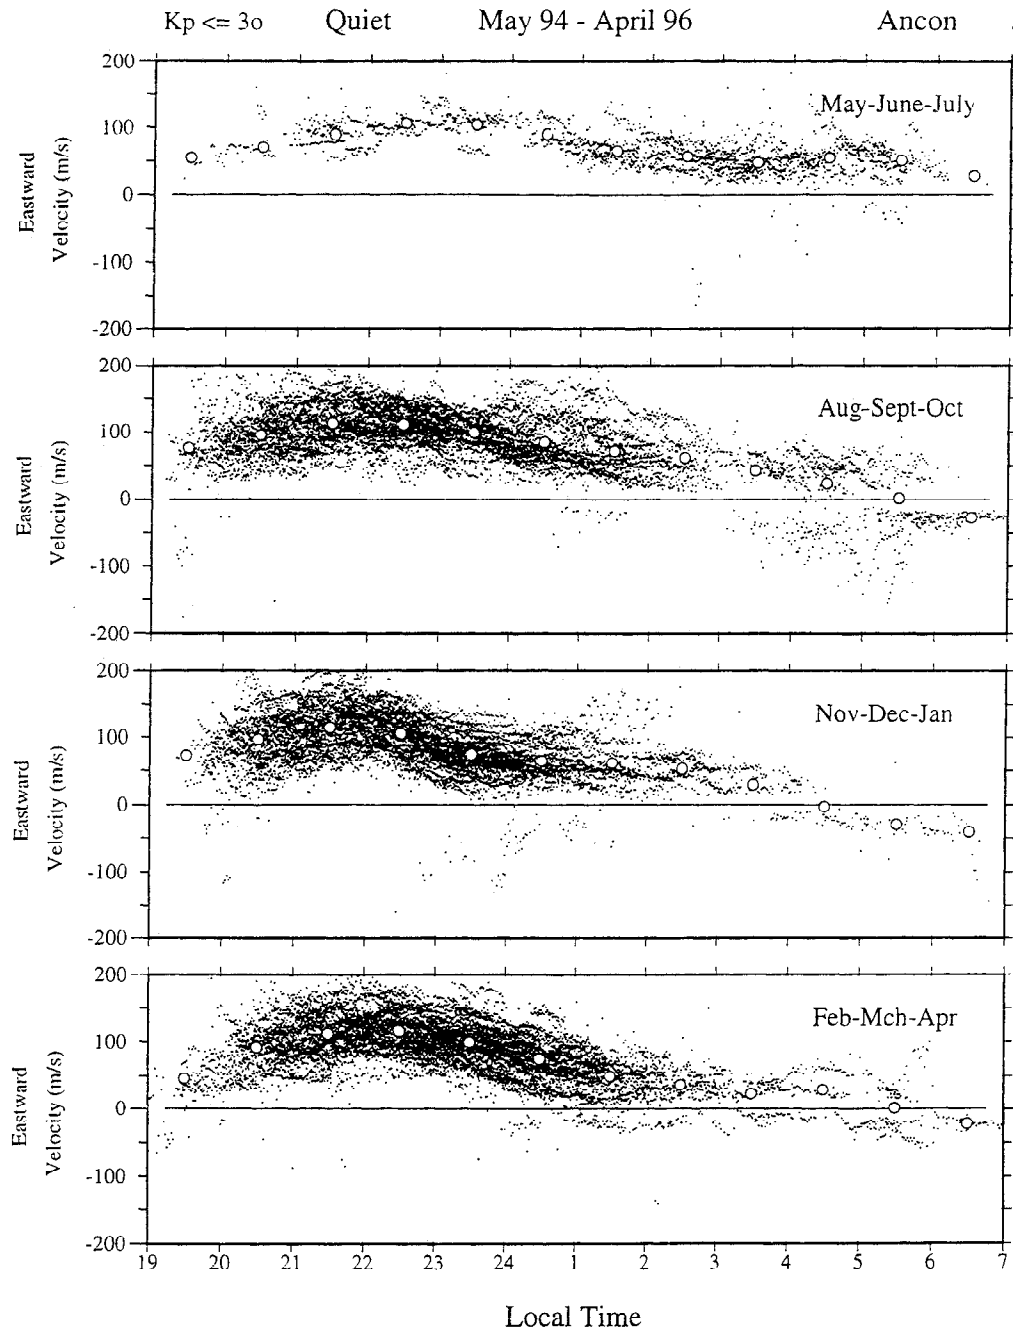 Kp <= 3o Quiet May 94 - April 96 Ancon
200
May-June-July
100
0
-100
-200
Eastward
Velocity (m/s)
200
Aug-Sept-Oct
100
0
-100
-200
Eastward
Velocity (m/s)
200
Nov-Dec-Jan
100
0
-100
-200
Eastward
Velocity (m/s)
200
Feb-Mch-Apr
100
0
-100
-200
Eastward
Velocity (m/s)
19 20 21 22 23 24 1 2 3 4 5 6 7
Local Time